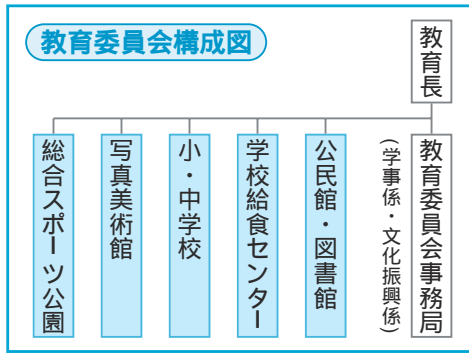 教育委員会構成図
教育長
教育委員会事務局
(学事係・文化振興係)
公民館・図書館
学校給食センター
小・中学校
写真美術館
総合スポーツ公園